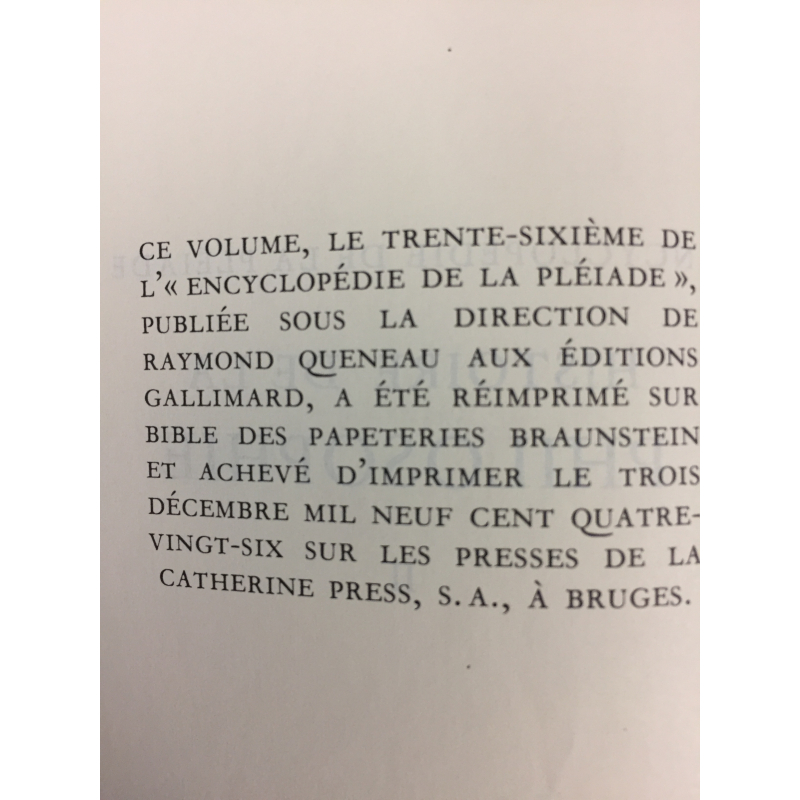 CE VOLUME, LE TRENTE-SIXIÈME DE
L'« ENCYCLOPÉDIE DE LA PLÉIADE »,
PUBLIÉE SOUS LA DIRECTION DE
RAYMOND QUENEAU AUX ÉDITIONS
GALLIMARD, A ÉTÉ RÉIMPRIMÉ SUR
BIBLE DES PAPETERIES BRAUNSTEIN
ET ACHEVÉ D'IMPRIMER LE TROIS
DÉCEMBRE MIL NEUF CENT QUATRE-
VINGT-SIX SUR LES PRESSES DE LA
CATHERINE PRESS, S.A., À BRUGES.